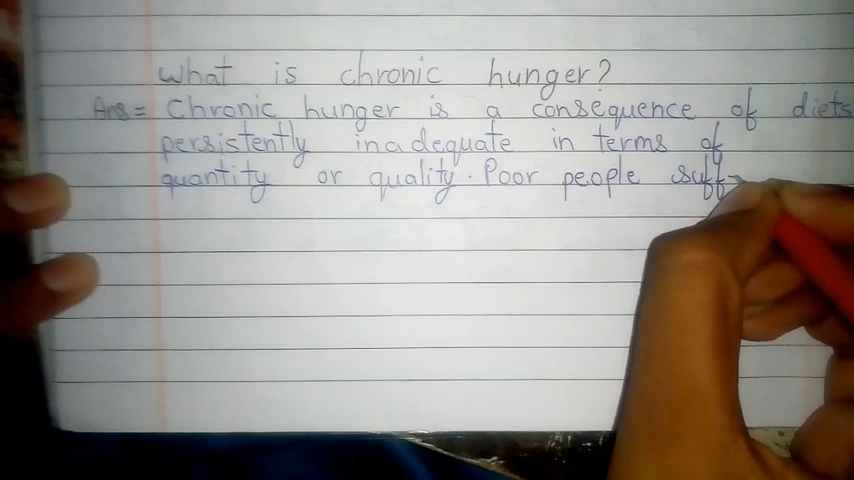 What is chronic hunger?
Ans = Chronic hunger is a consequence of diets
persistently inadequate in terms of
quantity or quality. Poor people suff